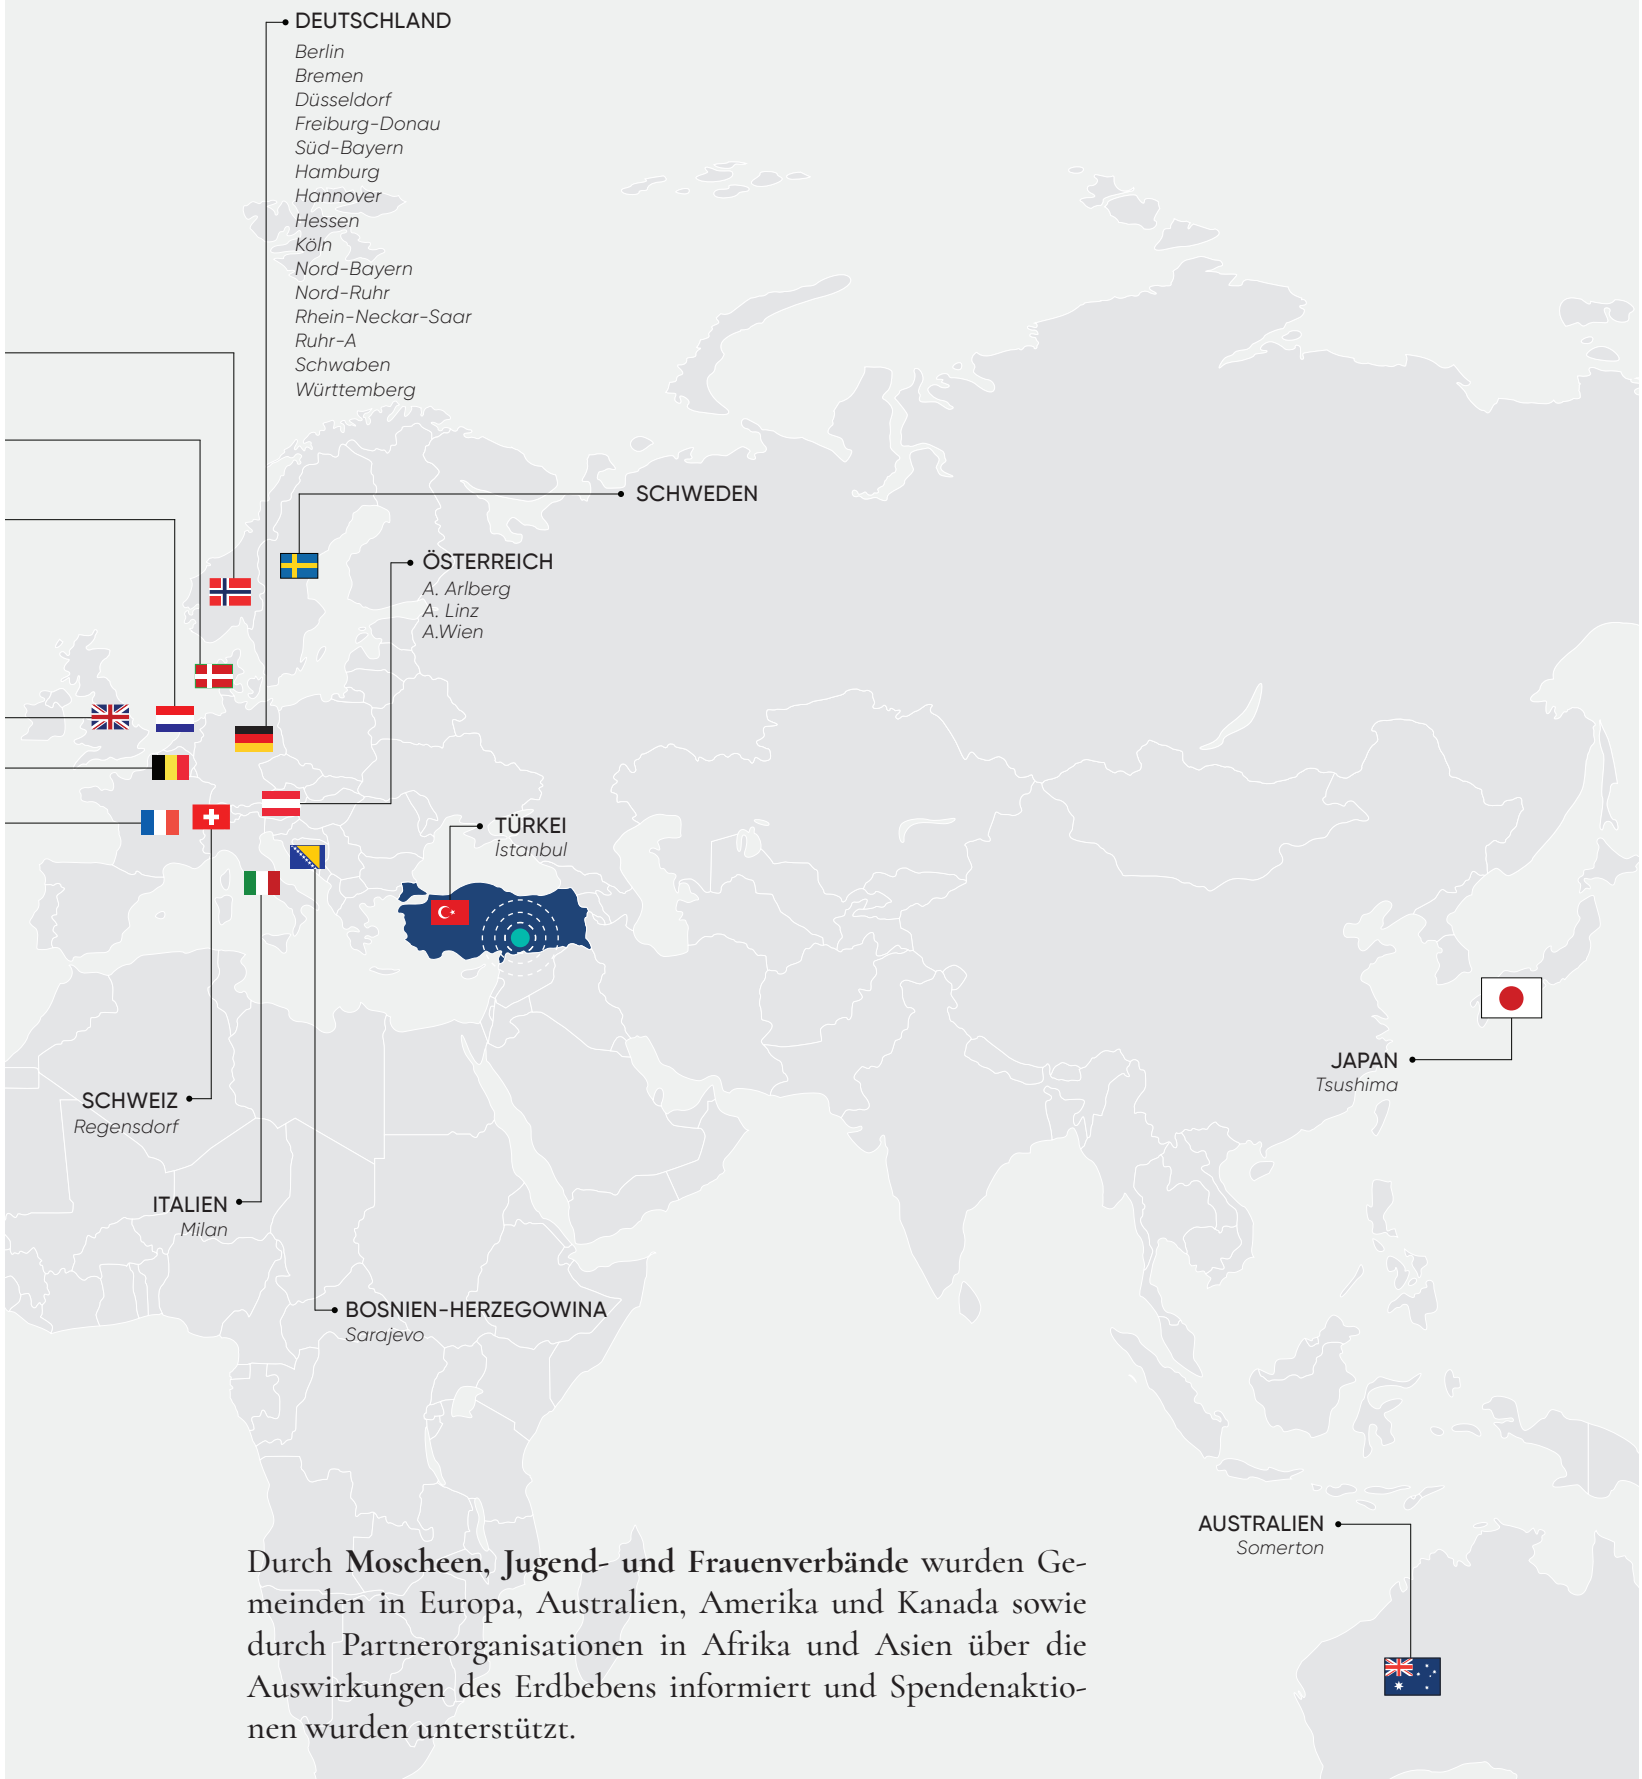 DEUTSCHLAND
Berlin
Bremen
Düsseldorf
Freiburg-Donau
Süd-Bayern
Hamburg
Hannover
Hessen
Köln
Nord-Bayern
Nord-Ruhr
Rhein-Neckar-Saar
Ruhr-A
Schwaben
Württemberg
SCHWEDEN
ÖSTERREICH
A. Arlberg
A. Linz
A.Wien
TÜRKEI
İstanbul
JAPAN
Tsushima
SCHWEIZ
Regensdorf
ITALIEN
Milan
BOSNIEN-HERZEGOWINA
Sarajevo
AUSTRALIEN
Somerton
Durch Moscheen, Jugend- und Frauenverbände wurden Ge-
meinden in Europa, Australien, Amerika und Kanada sowie
durch Partnerorganisationen in Afrika und Asien über die
Auswirkungen des Erdbebens informiert und Spendenaktio-
nen wurden unterstützt.